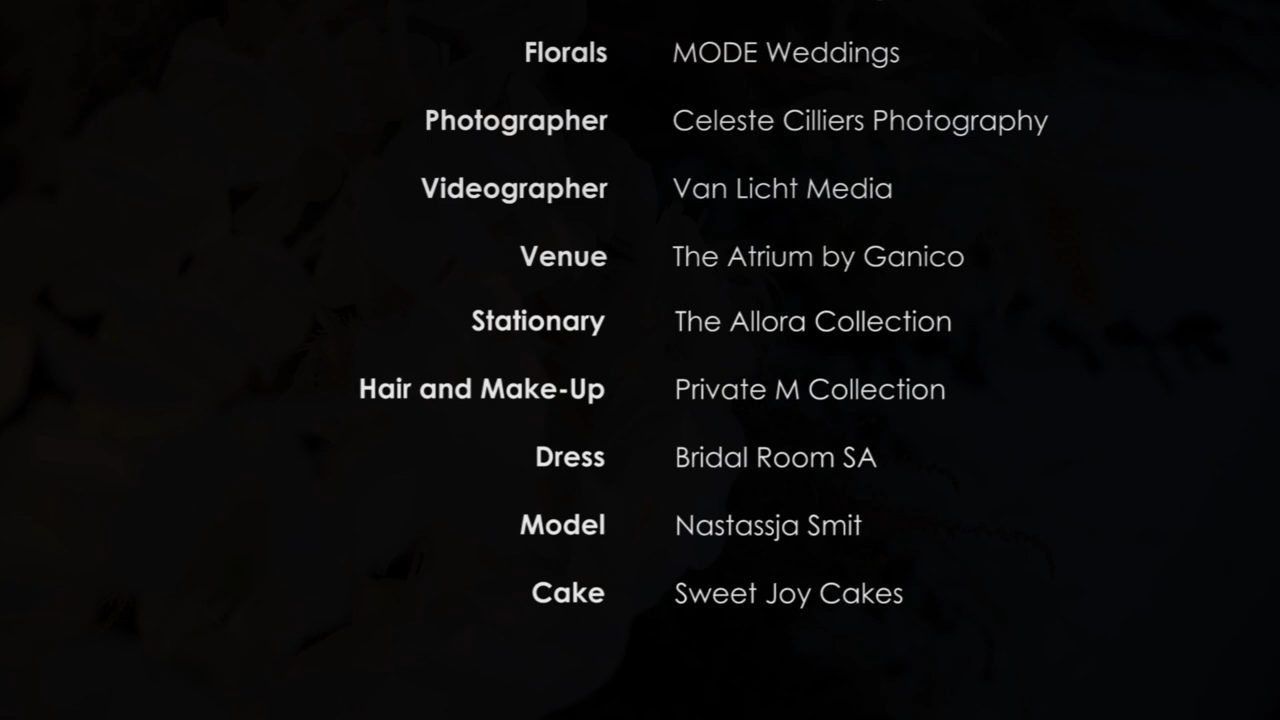 Florals MODE Weddings
Photographer Celeste Cilliers Photography
Videographer Van Licht Media
Venue The Atrium by Ganico
Stationary The Allora Collection
Hair and Make-Up Private M Collection
Dress Bridal Room SA
Model Nastassja Smit
Cake Sweet Joy Cakes